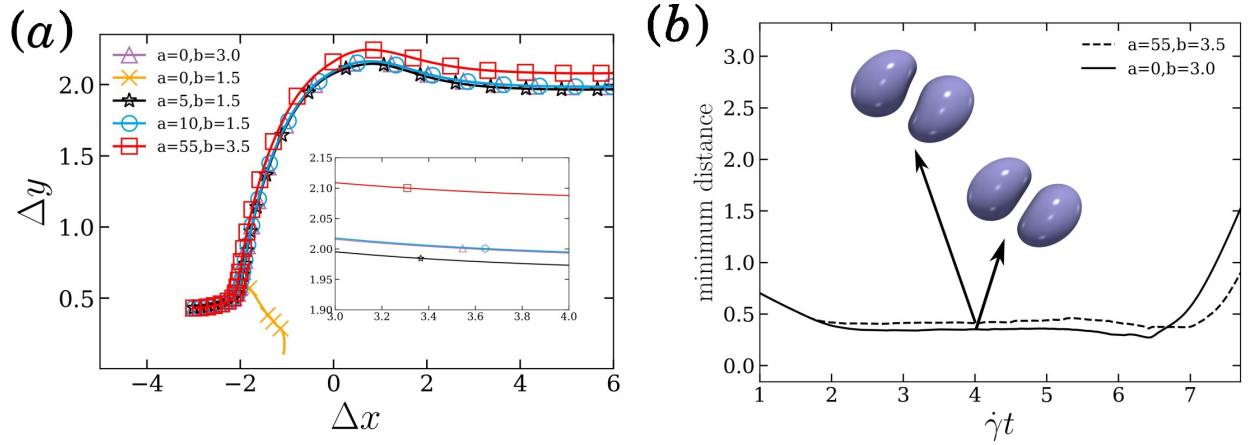 (a)
a=0,b=3.0
a=0,b=1.5
a=5,b=1.5
a=10,b=1.5
a=55,b=3.5
Δy
2.0
1.5
1.0
0.5
2.15
2.10
2.05
2.00
1.95
1.90
3.0 3.2 3.4 3.6 3.8 4.0
−4 −2 0 2 4 6
Δx
(b)
a=55,b=3.5
a=0,b=3.0
minimum distance
3.0
2.5
2.0
1.5
1.0
0.5
0.0
1 2 3 4 5 6 7
γ̇t